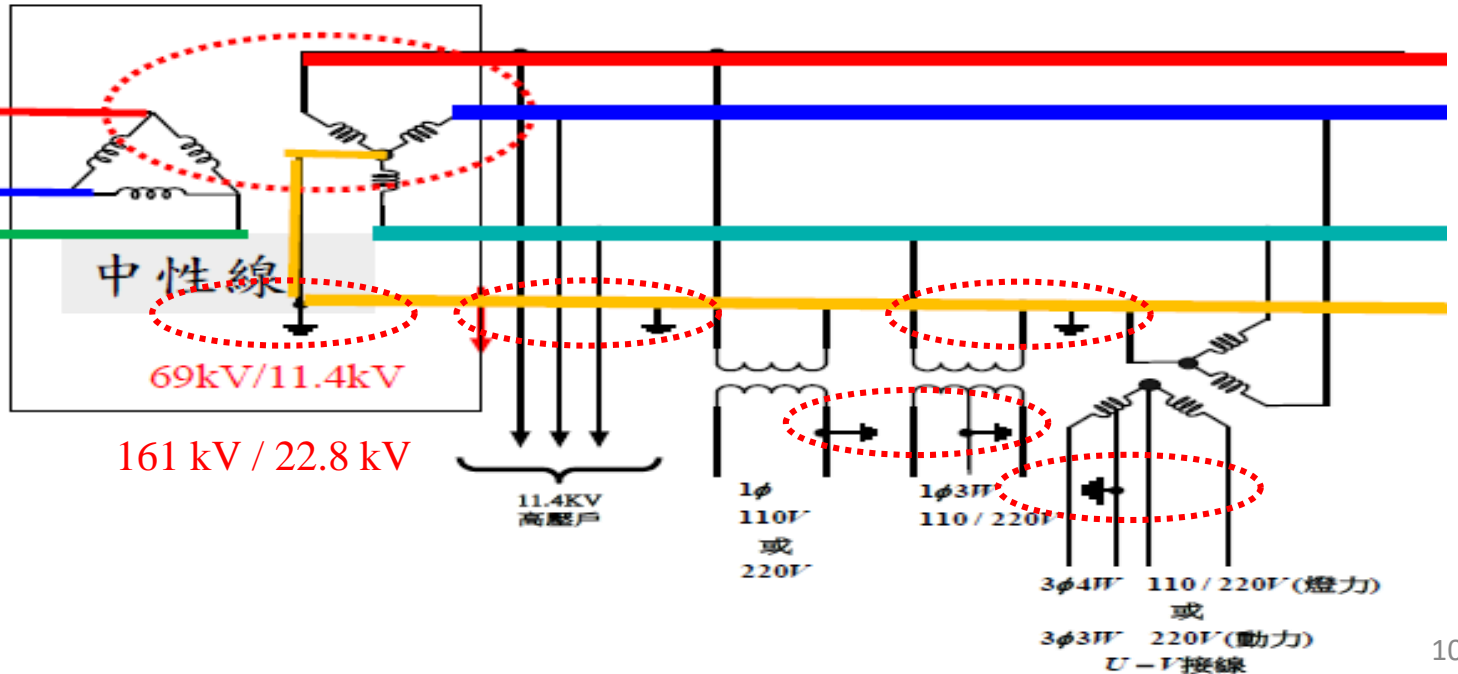 中性線
69kV/11.4kV
161 kV / 22.8 kV
11.4KV
高壓戶
1ϕ
110V
或
220V
1ϕ3W
110 / 220V
3ϕ4W 110 / 220V (燈力)
或
3ϕ3W 220V (動力)
U – V接線
10